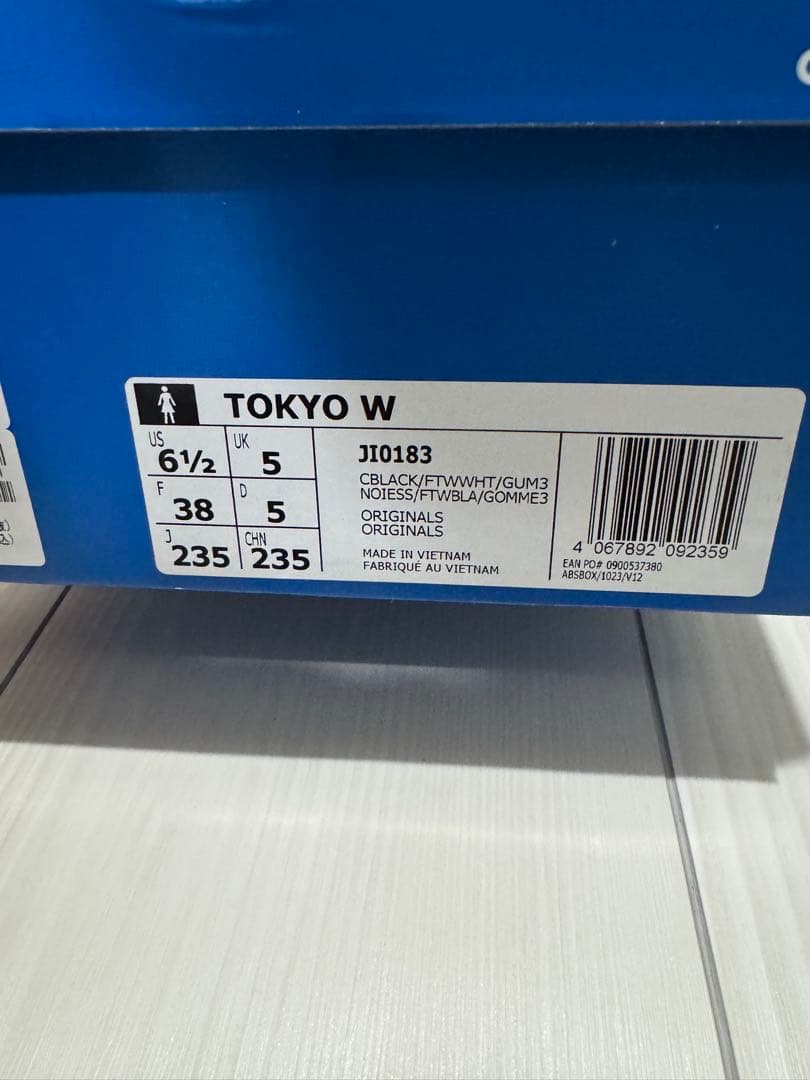 TOKYO W
US 6½ UK 5
F 38 D 5
J 235 CHN 235
JI0183
CBLACK/FTWWHT/GUM3
NOIESS/FTWBLA/GOMME3
ORIGINALS
ORIGINALS
MADE IN VIETNAM
FABRIQUÉ AU VIETNAM
4 067892 092359
EAN PO# 0900537380
ABSBOX/1023/V12